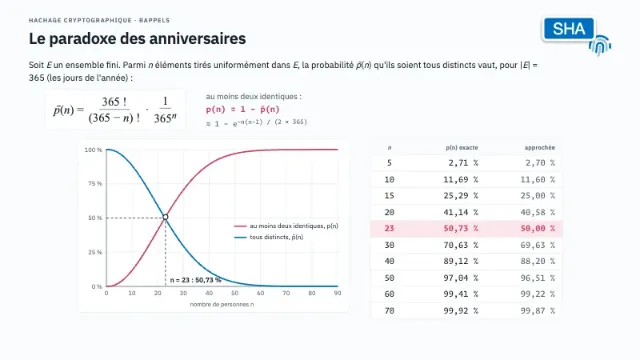 HACHAGE CRYPTOGRAPHIQUE · RAPPELS
SHA
Le paradoxe des anniversaires
Soit E un ensemble fini. Parmi n éléments tirés uniformément dans E, la probabilité p̄(n) qu'ils soient tous distincts vaut, pour |E| =
365 (les jours de l'année) :
p̄(n) = 365 ! / (365 − n) ! · 1 / 365ⁿ
au moins deux identiques :
p(n) = 1 − p̄(n)
≈ 1 − e^−n(n−1) / (2 × 365)
100 %
75 %
50 %
25 %
0 %
au moins deux identiques, p(n)
tous distincts, p̄(n)
n = 23 : 50,73 %
0 10 20 30 40 50 60 70 80 90
nombre de personnes n
n p(n) exacte approchée
5 2,71 % 2,70 %
10 11,69 % 11,60 %
15 25,29 % 25,00 %
20 41,14 % 40,58 %
23 50,73 % 50,00 %
30 70,63 % 69,63 %
40 89,12 % 88,20 %
50 97,04 % 96,51 %
60 99,41 % 99,22 %
70 99,92 % 99,87 %